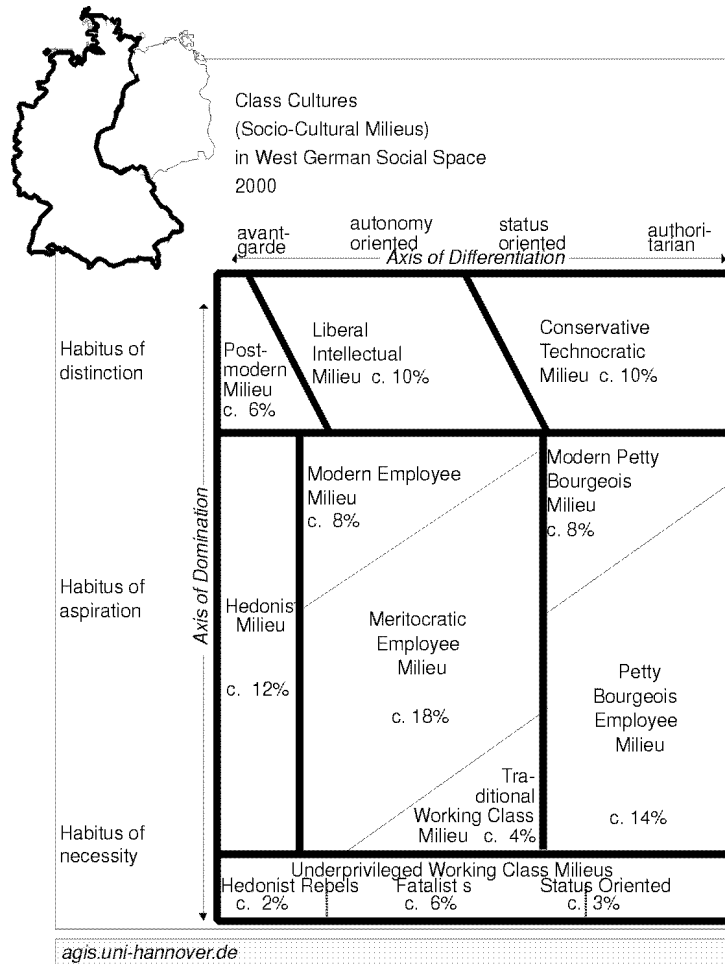 Class Cultures
(Socio-Cultural Milieus)
in West German Social Space
2000
avant-
garde
autonomy
oriented
status
oriented
authori-
tarian
Axis of Differentiation
Habitus of
distinction
Post-
modern
Milieu
c. 6%
Liberal
Intellectual
Milieu c. 10%
Conservative
Technocratic
Milieu c. 10%
Axis of Domination
Habitus of
aspiration
Hedonist
Milieu
c. 12%
Modern Employee
Milieu
c. 8%
Modern Petty
Bourgeois
Milieu
c. 8%
Meritocratic
Employee
Milieu
c. 18%
Petty
Bourgeois
Employee
Milieu
c. 14%
Tra-
ditional
Working Class
Milieu c. 4%
Habitus of
necessity
Underprivileged Working Class Milieus
Hedonist Rebels
c. 2%
Fatalist s
c. 6%
Status Oriented
c. 3%
agis.uni-hannover.de